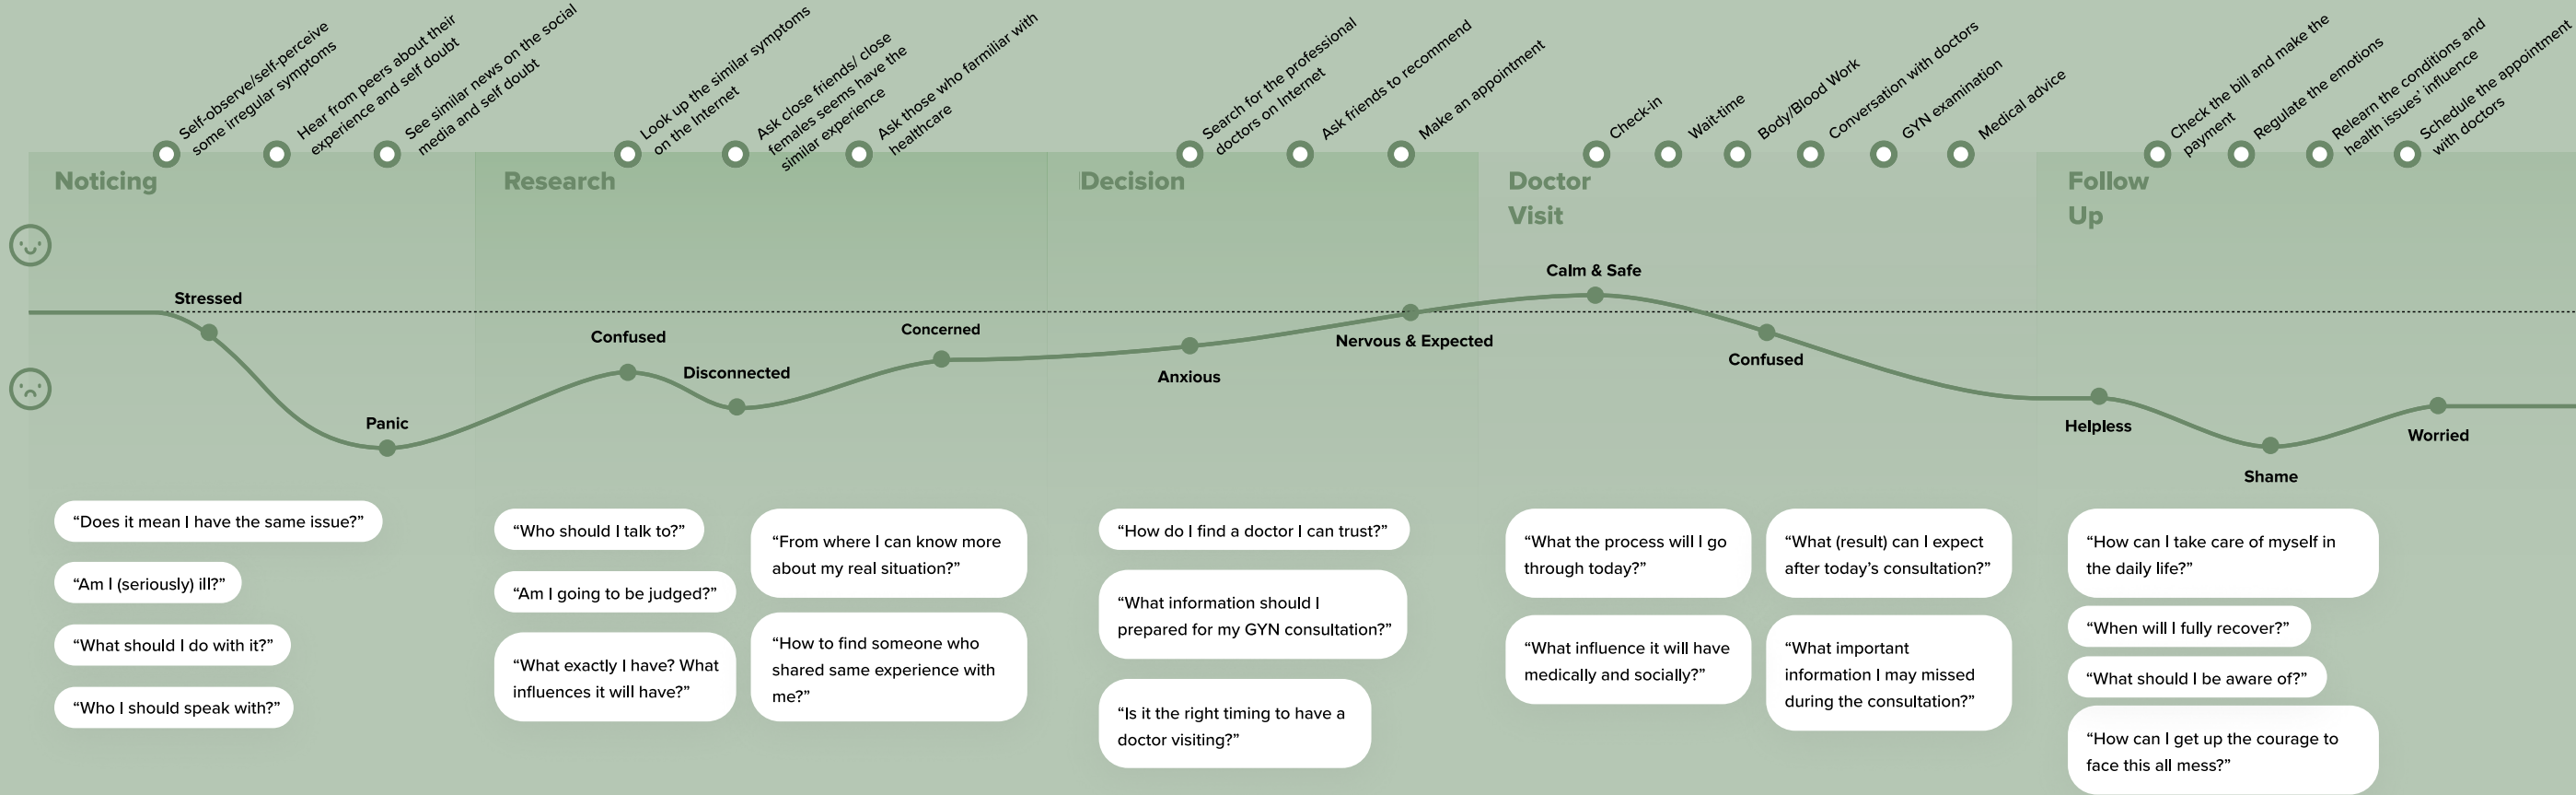 Self-observe/self-perceive
some irregular symptoms
Hear from peers about their
experience and self doubt
See similar news on the social
media and self doubt
Look up the similar symptoms
on the Internet
Ask close friends/ close
females seems have the
similar experience
Ask those who familiar with
healthcare
Search for the professional
doctors on Internet
Ask friends to recommend
Make an appointment
Check-in
Wait-time
Body/Blood Work
Conversation with doctors
GYN examination
Medical advice
Check the bill and make the
payment
Regulate the emotions
Relearn the conditions and
health issues' influence
Schedule the appointment
with doctors
Noticing
Research
Decision
Doctor
Visit
Follow
Up
Stressed
Panic
Confused
Disconnected
Concerned
Anxious
Nervous & Expected
Calm & Safe
Confused
Helpless
Shame
Worried
“Does it mean I have the same issue?”
“Am I (seriously) ill?”
“What should I do with it?”
“Who I should speak with?”
“Who should I talk to?”
“Am I going to be judged?”
“What exactly I have? What
influences it will have?”
“From where I can know more
about my real situation?”
“How to find someone who
shared same experience with
me?”
“How do I find a doctor I can trust?”
“What information should I
prepared for my GYN consultation?”
“Is it the right timing to have a
doctor visiting?”
“What the process will I go
through today?”
“What influence it will have
medically and socially?”
“What (result) can I expect
after today’s consultation?”
“What important
information I may missed
during the consultation?”
“How can I take care of myself in
the daily life?”
“When will I fully recover?”
“What should I be aware of?”
“How can I get up the courage to
face this all mess?”